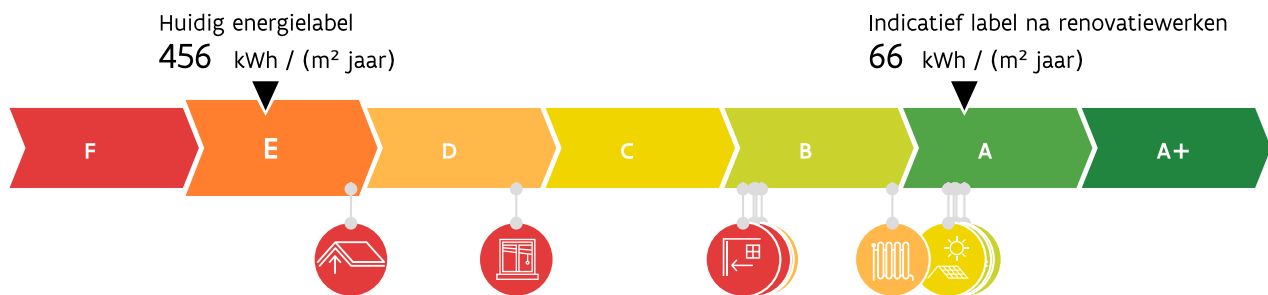 Huidig energielabel
456 kWh / (m² jaar)
Indicatief label na renovatiewerken
66 kWh / (m² jaar)
F E D C B A A+